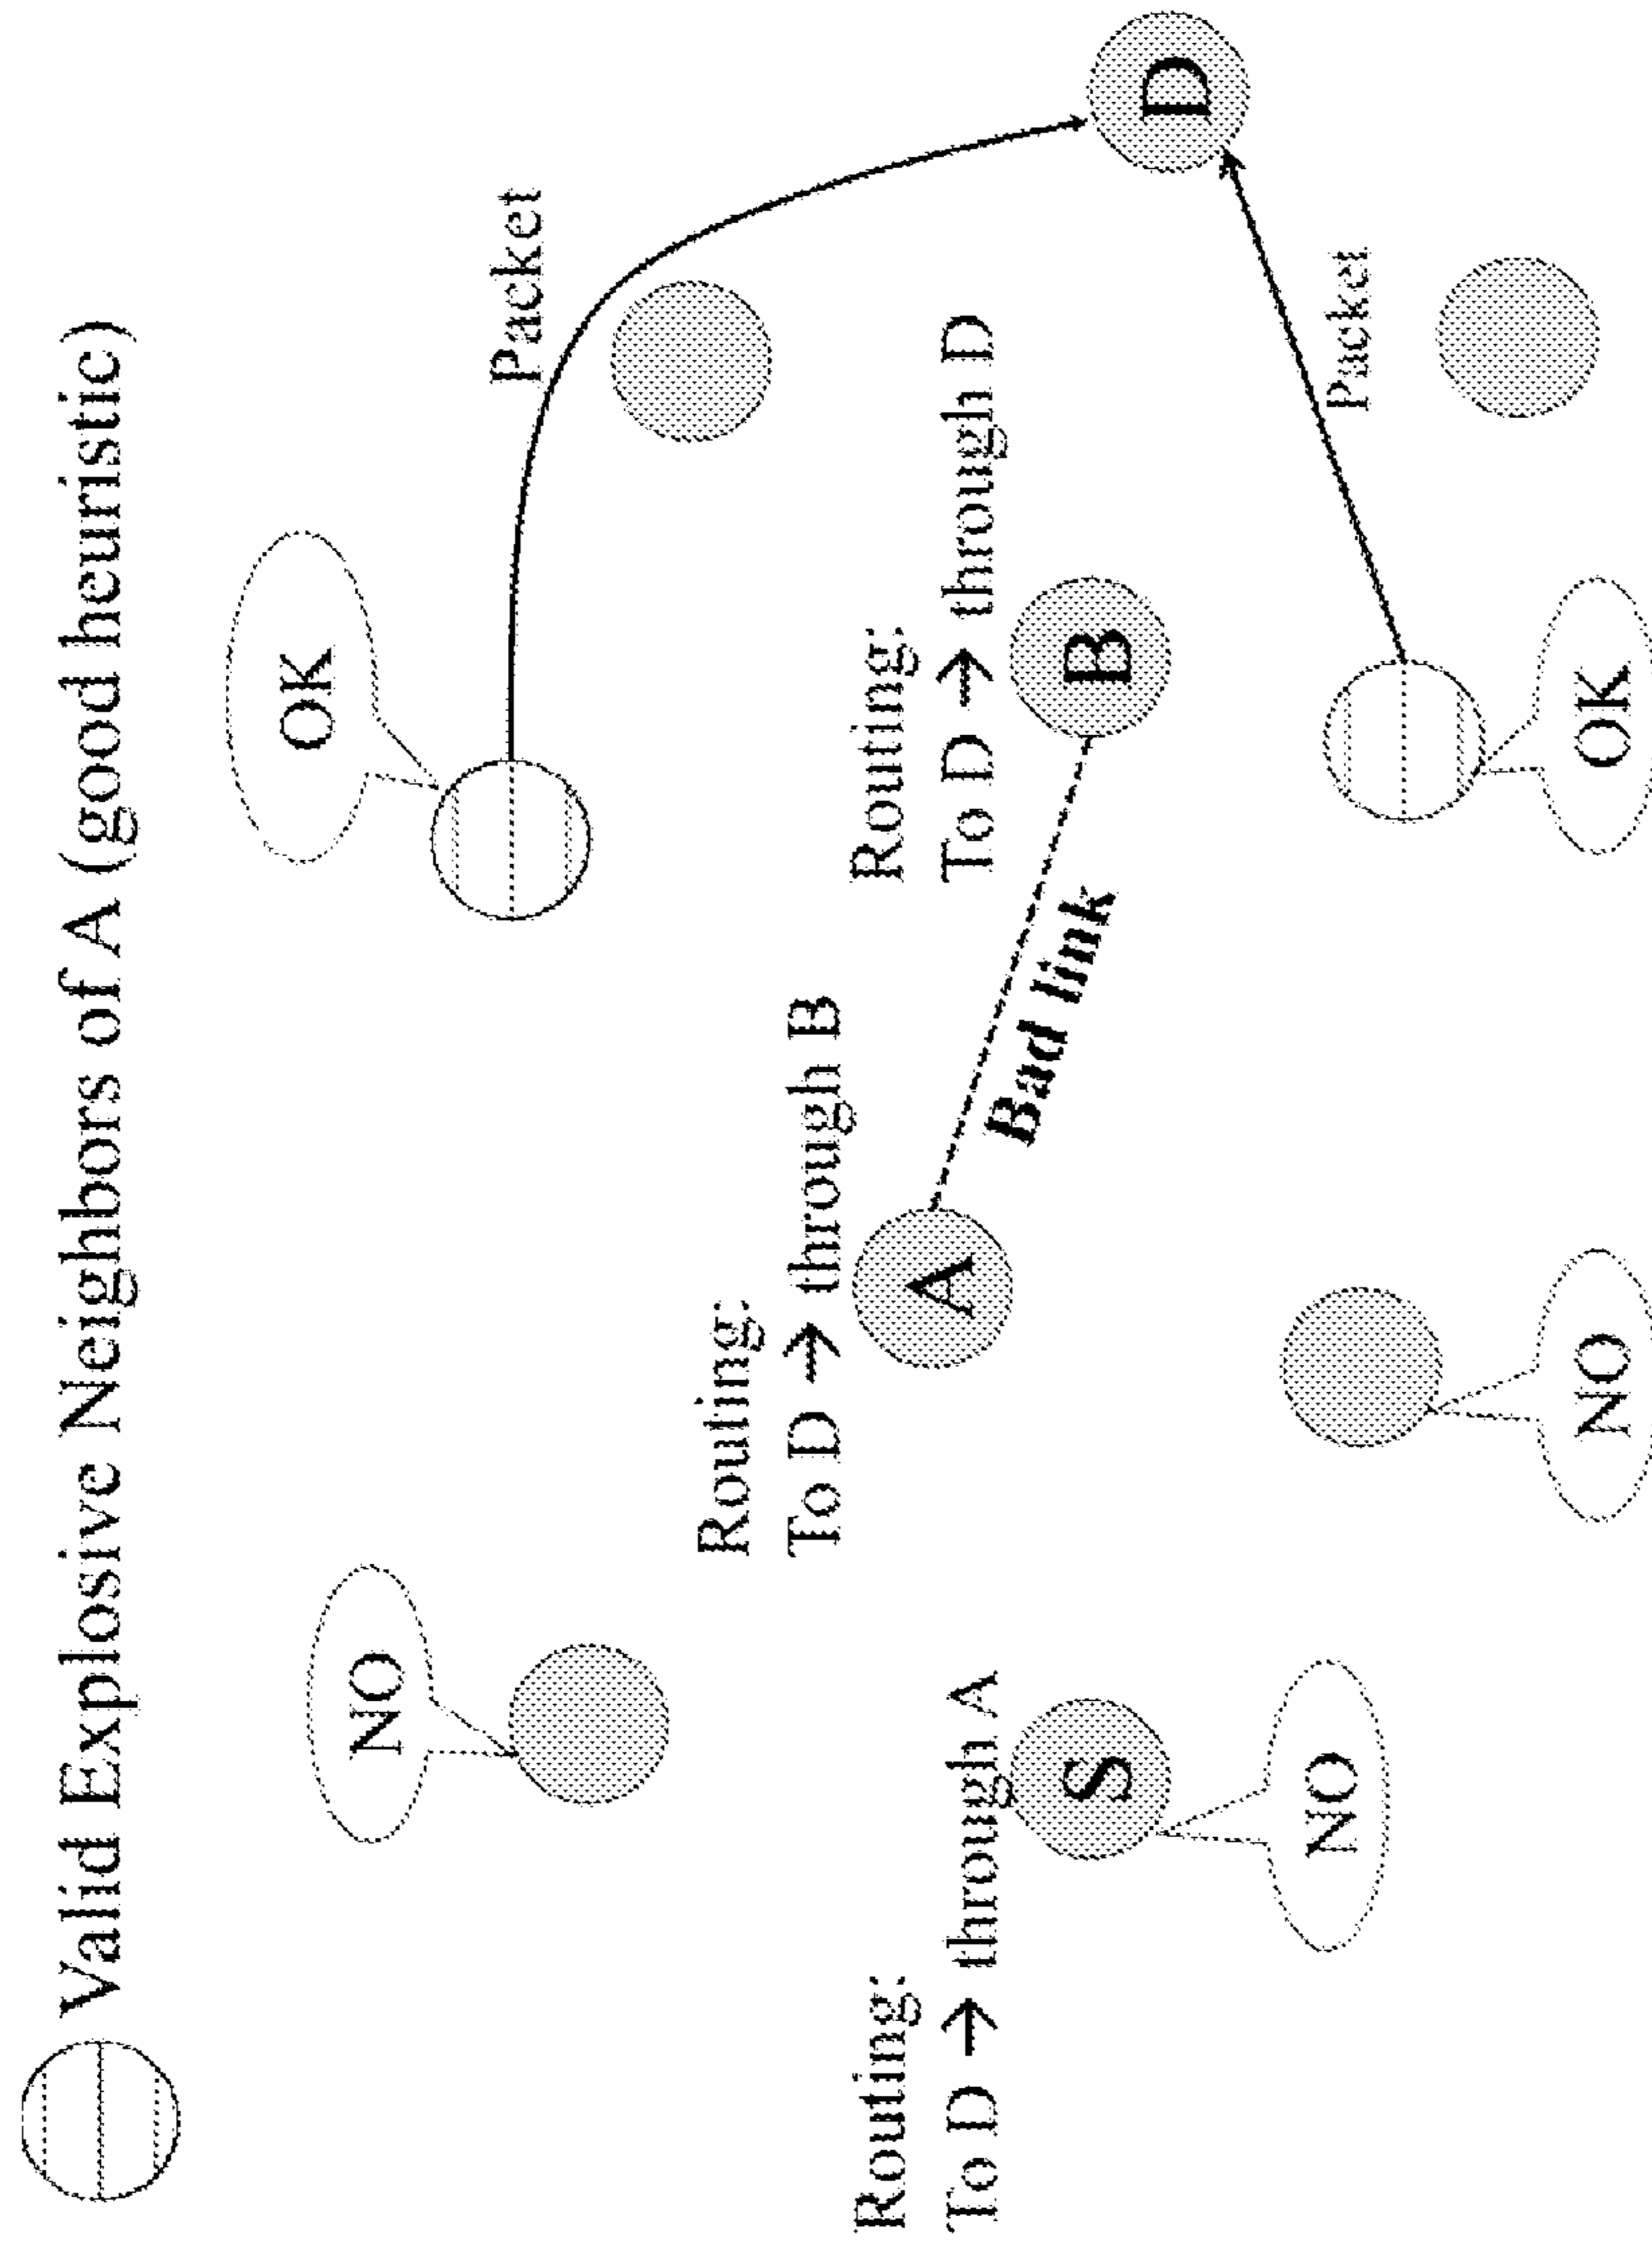 Valid Explosive Neighbors of A (good heuristic)
OK
NO
Packet
Routing:
To D → through B
Routing:
To D → through D
Routing:
To D → through A
A
B
D
S
Bad link
Packet
NO
NO
OK